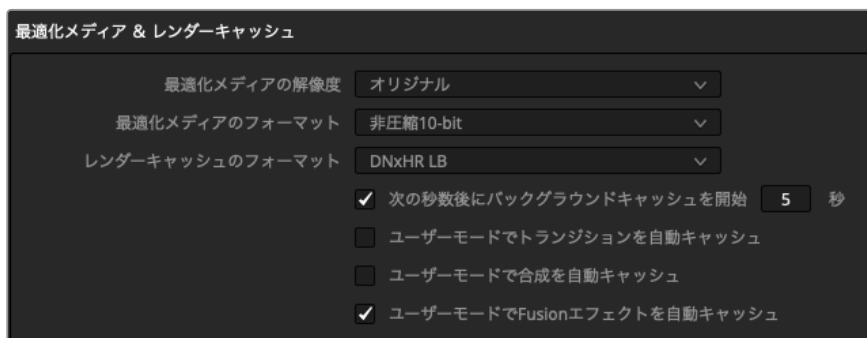 最適化メディア & レンダーキャッシュ
最適化メディアの解像度 オリジナル
最適化メディアのフォーマット 非圧縮10-bit
レンダーキャッシュのフォーマット DNxHR LB
次の秒数後にバックグラウンドキャッシュを開始 5 秒
ユーザーモードでトランジションを自動キャッシュ
ユーザーモードで合成を自動キャッシュ
ユーザーモードでFusionエフェクトを自動キャッシュ